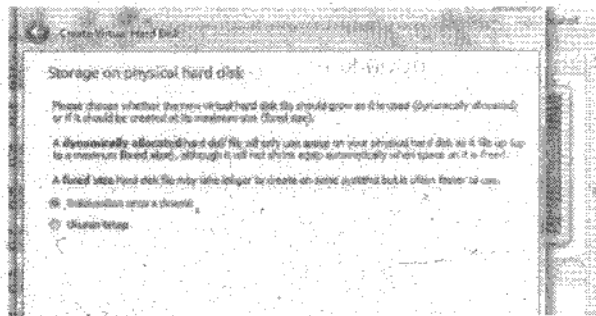 Create Virtual Hard Disk
Storage on physical hard disk
Please choose whether the new virtual hard disk file should grow as it is used (dynamically allocated)
or if it should be created at its maximum size (fixed size).
A dynamically allocated hard disk file will only use space on your physical hard disk as it fills up (up
to a maximum fixed size), although it will not shrink again automatically when space on it is freed.
A fixed size hard disk file may take longer to create on some systems but is often faster to use.